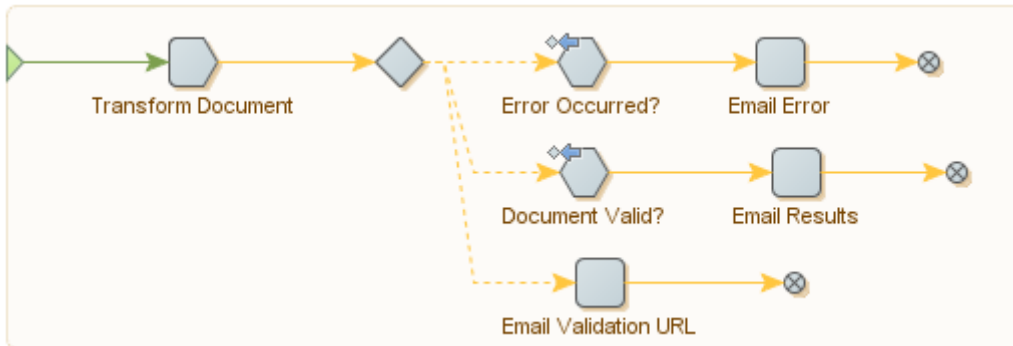 Transform Document
Error Occurred?
Email Error
Document Valid?
Email Results
Email Validation URL